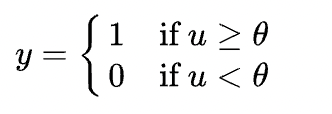 y = { 1 if u ≥ θ
0 if u < θ